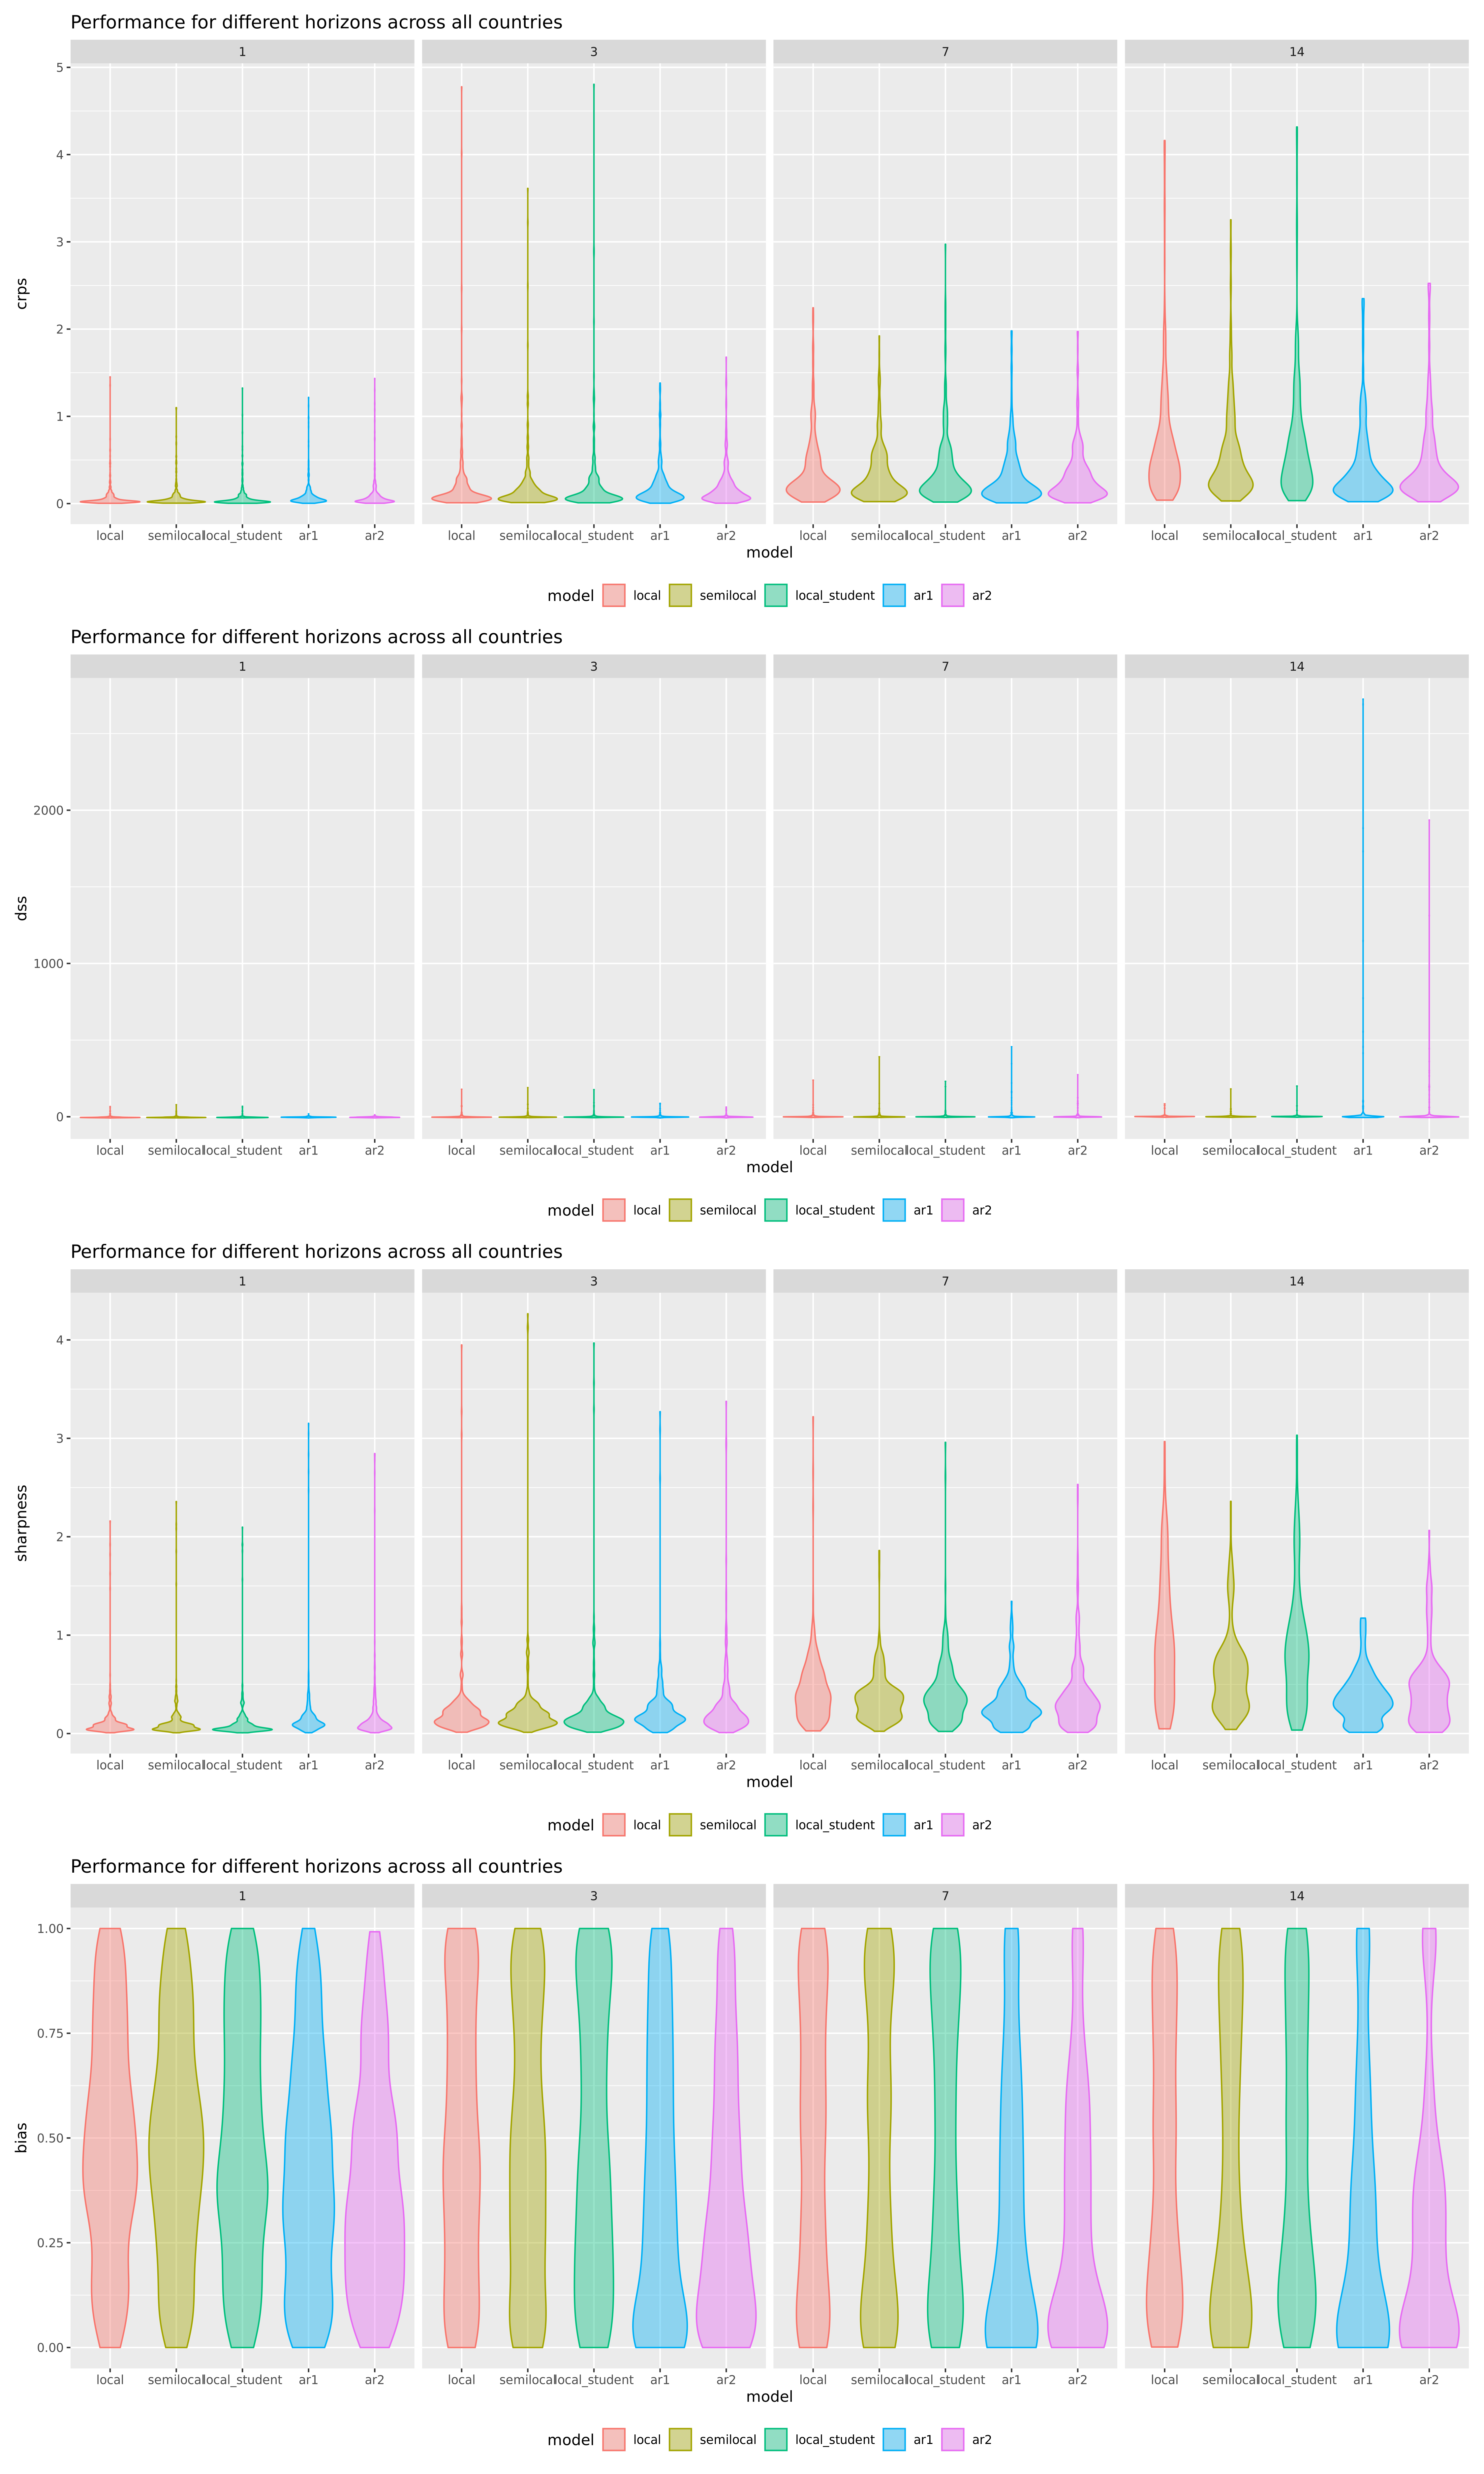 Performance for different horizons across all countries
1 3 7 14
5
4
3
2
1
0
crps
local semilocal local_student ar1 ar2 local semilocal local_student ar1 ar2 local semilocal local_student ar1 ar2 local semilocal local_student ar1 ar2
model
model local semilocal local_student ar1 ar2
Performance for different horizons across all countries
1 3 7 14
2000
1000
0
dss
local semilocal local_student ar1 ar2 local semilocal local_student ar1 ar2 local semilocal local_student ar1 ar2 local semilocal local_student ar1 ar2
model
model local semilocal local_student ar1 ar2
Performance for different horizons across all countries
1 3 7 14
4
3
2
1
0
sharpness
local semilocal local_student ar1 ar2 local semilocal local_student ar1 ar2 local semilocal local_student ar1 ar2 local semilocal local_student ar1 ar2
model
model local semilocal local_student ar1 ar2
Performance for different horizons across all countries
1 3 7 14
1.00
0.75
0.50
0.25
0.00
bias
local semilocal local_student ar1 ar2 local semilocal local_student ar1 ar2 local semilocal local_student ar1 ar2 local semilocal local_student ar1 ar2
model
model local semilocal local_student ar1 ar2